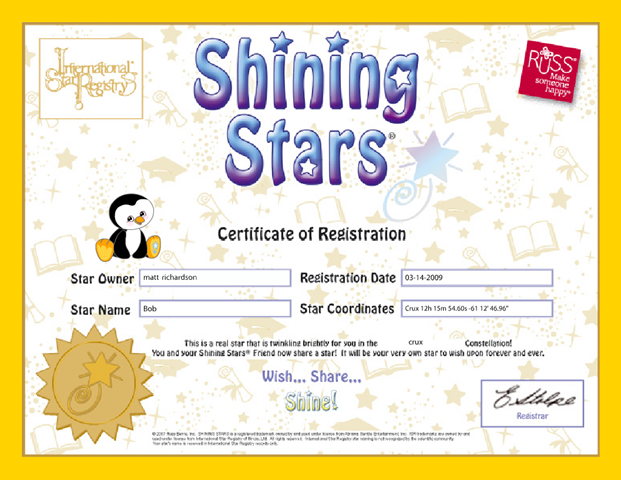 International
Star Registry
Shining
Stars®
RUSS®
Make
someone
happy®
Certificate of Registration
Star Owner matt richardson Registration Date 03-14-2009
Star Name Bob Star Coordinates Crux 12h 15m 54.60s -61 12' 46.96"
This is a real star that is twinkling brightly for you in the crux Constellation!
You and your Shining Stars® Friend now share a star! It will be your very own star to wish upon forever and ever.
Wish... Share...
Shine!
Registrar